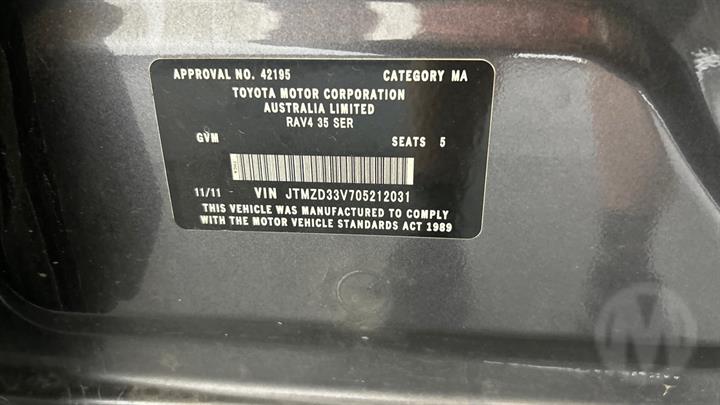 APPROVAL NO. 42195 CATEGORY MA
TOYOTA MOTOR CORPORATION
AUSTRALIA LIMITED
RAV4 35 SER
GVM SEATS 5
11/11 VIN JTMZD33V705212031
THIS VEHICLE WAS MANUFACTURED TO COMPLY
WITH THE MOTOR VEHICLE STANDARDS ACT 1989
M